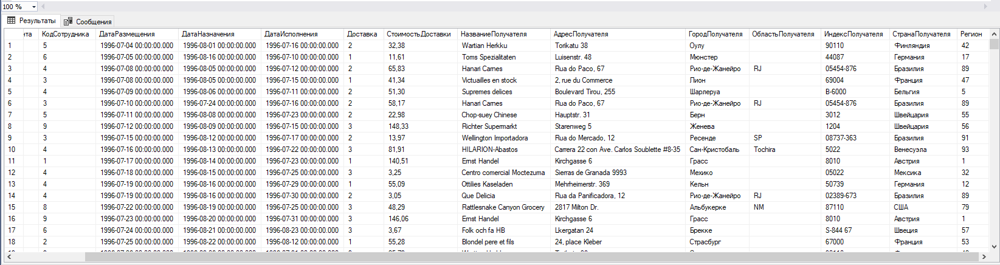 100 %
Результаты Сообщения
нта КодСотрудника ДатаРазмещения ДатаНазначения ДатаИсполнения Доставка СтоимостьДоставки НазваниеПолучателя АдресПолучателя ГородПолучателя ОбластьПолучателя ИндексПолучателя СтранаПолучателя Регион
1 5 1996-07-04 00:00:00.000 1996-08-01 00:00:00.000 1996-07-16 00:00:00.000 2 32,38 Wartian Herkku Torikatu 38 Оулу 90110 Финляндия 42
2 6 1996-07-05 00:00:00.000 1996-08-16 00:00:00.000 1996-07-10 00:00:00.000 1 11,61 Toms Spezialitaten Luisenstr. 48 Мюнстер 44087 Германия 17
3 4 1996-07-08 00:00:00.000 1996-08-05 00:00:00.000 1996-07-12 00:00:00.000 2 65,83 Hanari Carnes Rua do Paco, 67 Рио-де-Жанейро RJ 05454-876 Бразилия 89
4 3 1996-07-08 00:00:00.000 1996-08-05 00:00:00.000 1996-07-15 00:00:00.000 1 41,34 Victuailles en stock 2, rue du Commerce Лион 69004 Франция 47
5 4 1996-07-09 00:00:00.000 1996-08-06 00:00:00.000 1996-07-11 00:00:00.000 2 51,30 Supremes delices Boulevard Tirou, 255 Шарлеруа B-6000 Бельгия 5
6 3 1996-07-10 00:00:00.000 1996-07-24 00:00:00.000 1996-07-16 00:00:00.000 2 58,17 Hanari Carnes Rua do Paco, 67 Рио-де-Жанейро RJ 05454-876 Бразилия 89
7 5 1996-07-11 00:00:00.000 1996-08-08 00:00:00.000 1996-07-23 00:00:00.000 2 22,98 Chop-suey Chinese Hauptstr. 31 Берн 3012 Швейцария 55
8 9 1996-07-12 00:00:00.000 1996-08-09 00:00:00.000 1996-07-15 00:00:00.000 3 148,33 Richter Supermarkt Starenweg 5 Женева 1204 Швейцария 56
9 3 1996-07-15 00:00:00.000 1996-08-12 00:00:00.000 1996-07-17 00:00:00.000 2 13,97 Wellington Importadora Rua do Mercado, 12 Ресенде SP 08737-363 Бразилия 91
10 4 1996-07-16 00:00:00.000 1996-08-13 00:00:00.000 1996-07-22 00:00:00.000 3 81,91 HILARION-Abastos Carrera 22 con Ave. Carlos Soublette #8-35 Сан-Кристобаль Tochira 5022 Венесуэла 93
11 1 1996-07-17 00:00:00.000 1996-08-14 00:00:00.000 1996-07-23 00:00:00.000 1 140,51 Ernst Handel Kirchgasse 6 Грасс 8010 Австрия 1
12 4 1996-07-18 00:00:00.000 1996-08-15 00:00:00.000 1996-07-25 00:00:00.000 3 3,25 Centro comercial Moctezuma Sierras de Granada 9993 Мехико 05022 Мексика 32
13 4 1996-07-19 00:00:00.000 1996-08-16 00:00:00.000 1996-07-29 00:00:00.000 1 55,09 Ottilies Kaseladen Mehrheimerstr. 369 Кельн 50739 Германия 12
14 4 1996-07-19 00:00:00.000 1996-08-16 00:00:00.000 1996-07-30 00:00:00.000 2 3,05 Que Delicia Rua da Panificadora, 12 Рио-де-Жанейро RJ 02389-673 Бразилия 89
15 8 1996-07-22 00:00:00.000 1996-08-19 00:00:00.000 1996-07-25 00:00:00.000 3 48,29 Rattlesnake Canyon Grocery 2817 Milton Dr. Альбукерке NM 87110 США 79
16 9 1996-07-23 00:00:00.000 1996-08-20 00:00:00.000 1996-07-31 00:00:00.000 3 146,06 Ernst Handel Kirchgasse 6 Грасс 8010 Австрия 1
17 6 1996-07-24 00:00:00.000 1996-08-21 00:00:00.000 1996-08-23 00:00:00.000 3 3,67 Folk och fa HB Lkergatan 24 Брекке S-844 67 Швеция 57
18 2 1996-07-25 00:00:00.000 1996-08-22 00:00:00.000 1996-08-12 00:00:00.000 1 55,28 Blondel pere et fils 24, place Kleber Страсбург 67000 Франция 53